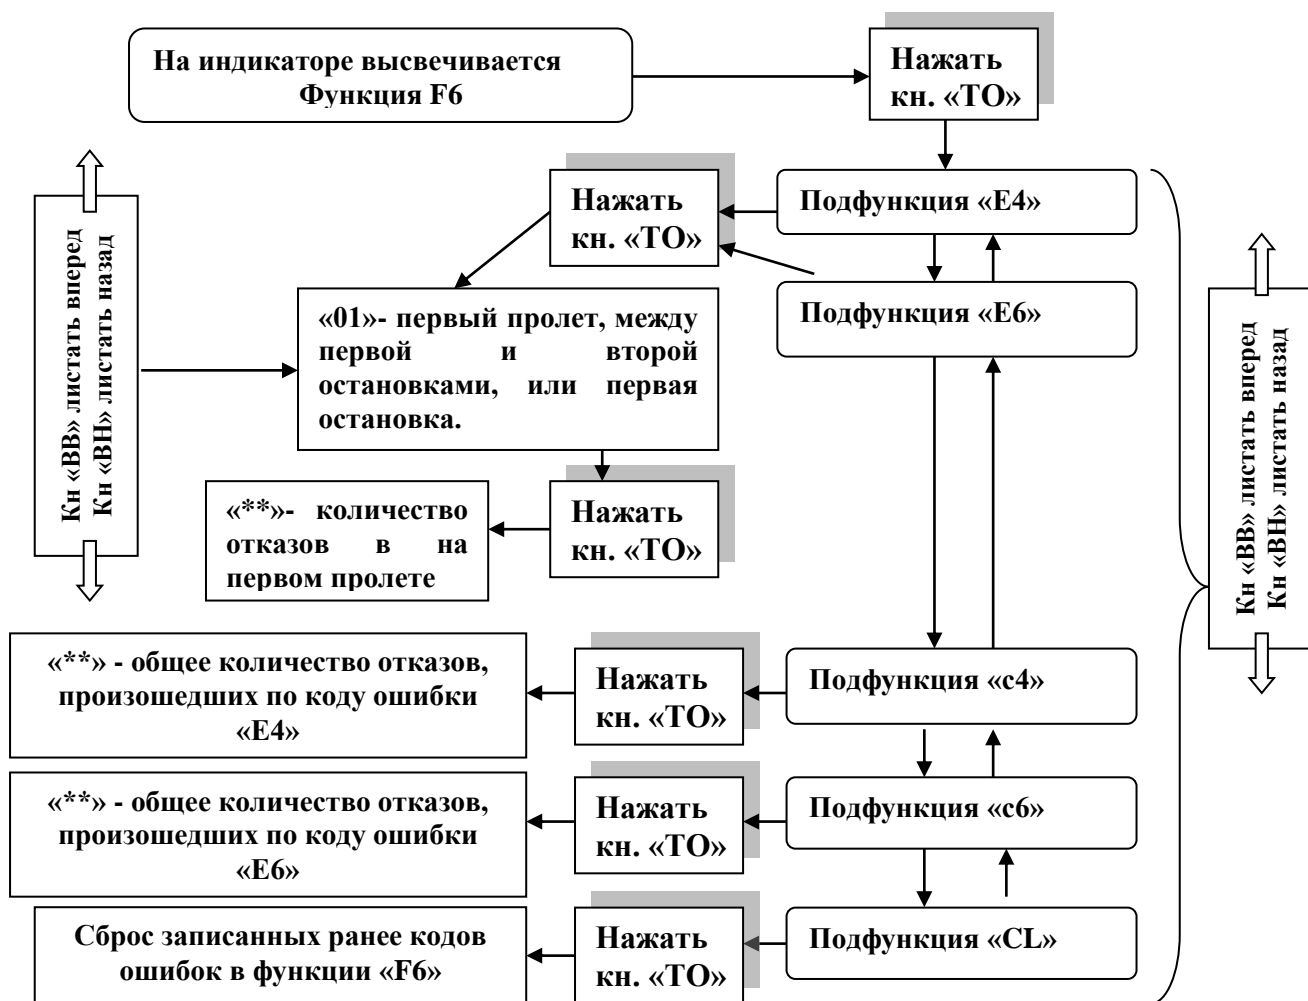 На индикаторе высвечивается
Функция F6
Нажать
кн. «ТО»
Нажать
кн. «ТО»
Подфункция «Е4»
Подфункция «Е6»
Кн «ВВ» листать вперед
Кн «ВН» листать назад
«01»- первый пролет, между
первой и второй
остановками, или первая
остановка.
Кн «ВВ» листать вперед
Кн «ВН» листать назад
«**»- количество
отказов в на
первом пролете
Нажать
кн. «ТО»
«**» - общее количество отказов,
произошедших по коду ошибки
«Е4»
Нажать
кн. «ТО»
Подфункция «с4»
«**» - общее количество отказов,
произошедших по коду ошибки
«Е6»
Нажать
кн. «ТО»
Подфункция «с6»
Сброс записанных ранее кодов
ошибок в функции «F6»
Нажать
кн. «ТО»
Подфункция «CL»